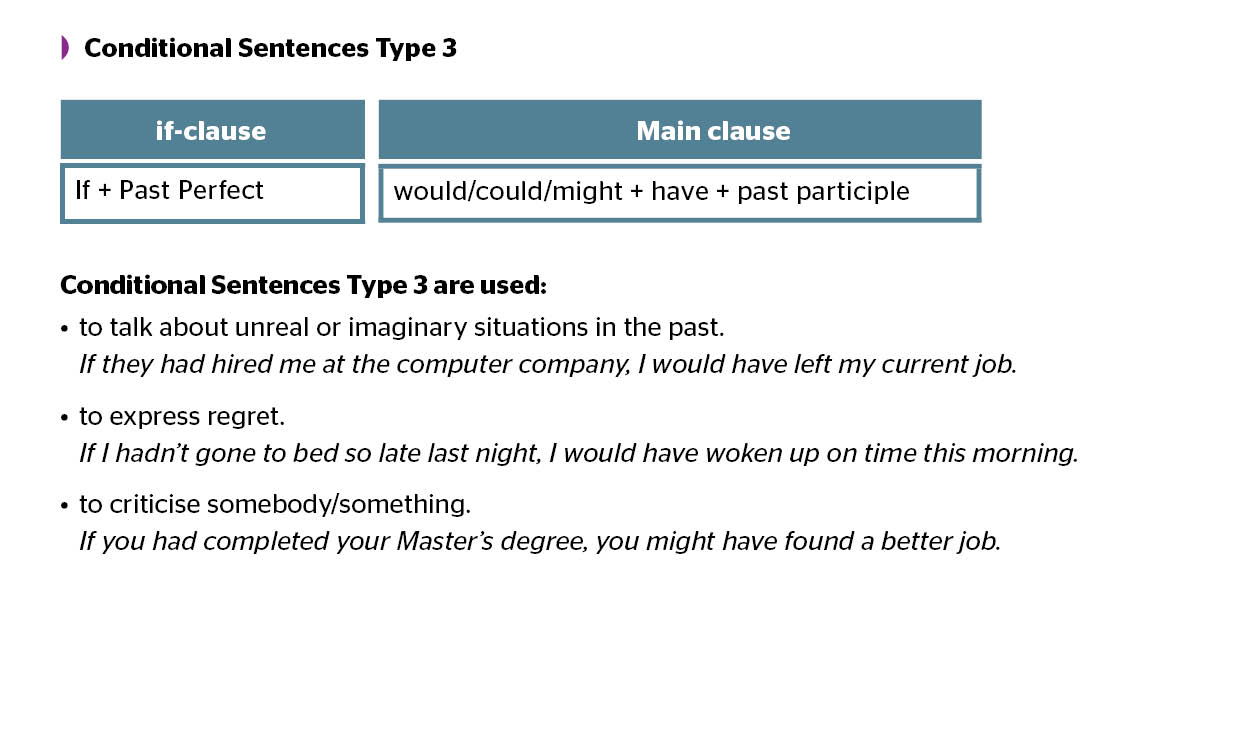 Conditional Sentences Type 3
if-clause
Main clause
If + Past Perfect
would/could/might + have + past participle
Conditional Sentences Type 3 are used:
• to talk about unreal or imaginary situations in the past.
If they had hired me at the computer company, I would have left my current job.
• to express regret.
If I hadn’t gone to bed so late last night, I would have woken up on time this morning.
• to criticise somebody/something.
If you had completed your Master’s degree, you might have found a better job.